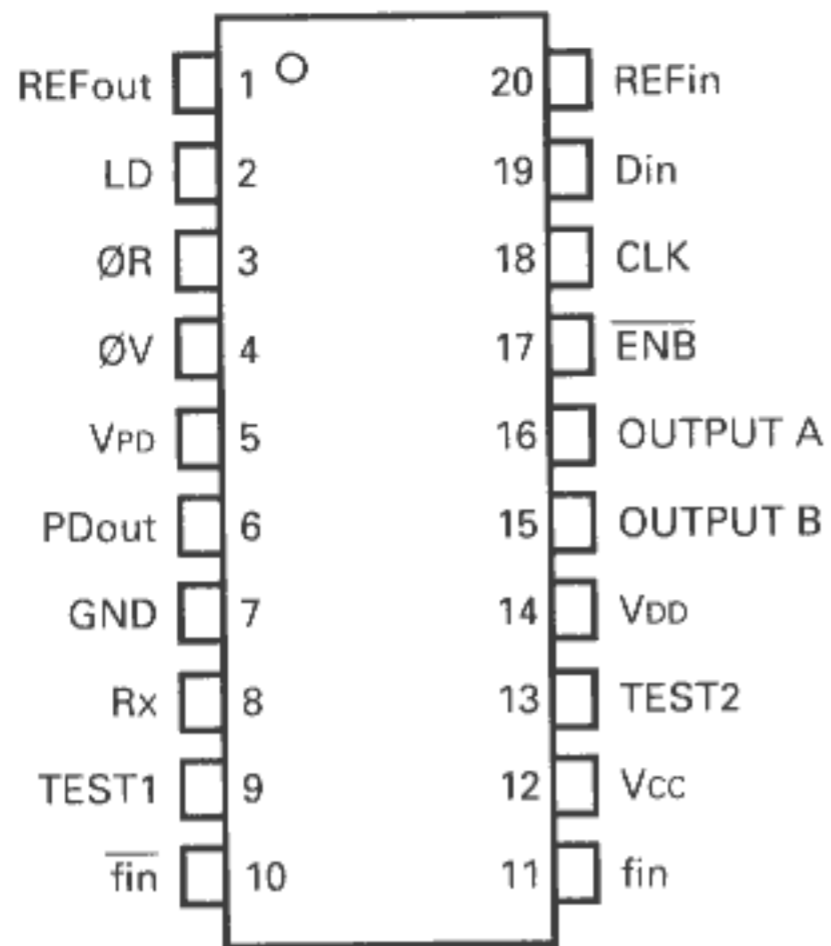 REFout 1 20 REFin
LD 2 19 Din
ØR 3 18 CLK
ØV 4 17 E̅N̅B̅
VPD 5 16 OUTPUT A
PDout 6 15 OUTPUT B
GND 7 14 VDD
Rx 8 13 TEST2
TEST1 9 12 VCC
f̅i̅n̅ 10 11 fin